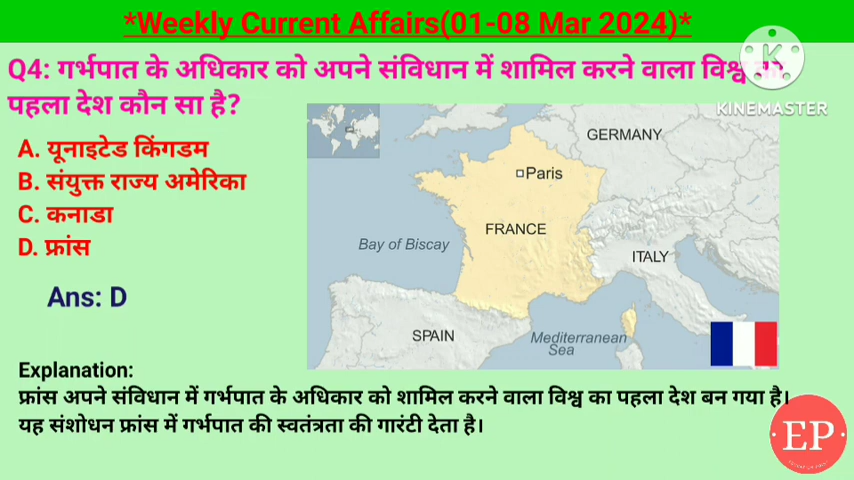 *Weekly Current Affairs(01-08 Mar 2024)*
Q4: गर्भपात के अधिकार को अपने संविधान में शामिल करने वाला विश्व का
पहला देश कौन सा है?
KINEMASTER
A. यूनाइटेड किंगडम
B. संयुक्त राज्य अमेरिका
C. कनाडा
D. फ्रांस
Ans: D
GERMANY
Paris
FRANCE
Bay of Biscay
ITALY
SPAIN
Mediterranean
Sea
Explanation:
फ्रांस अपने संविधान में गर्भपात के अधिकार को शामिल करने वाला विश्व का पहला देश बन गया है।
यह संशोधन फ्रांस में गर्भपात की स्वतंत्रता की गारंटी देता है।
EP